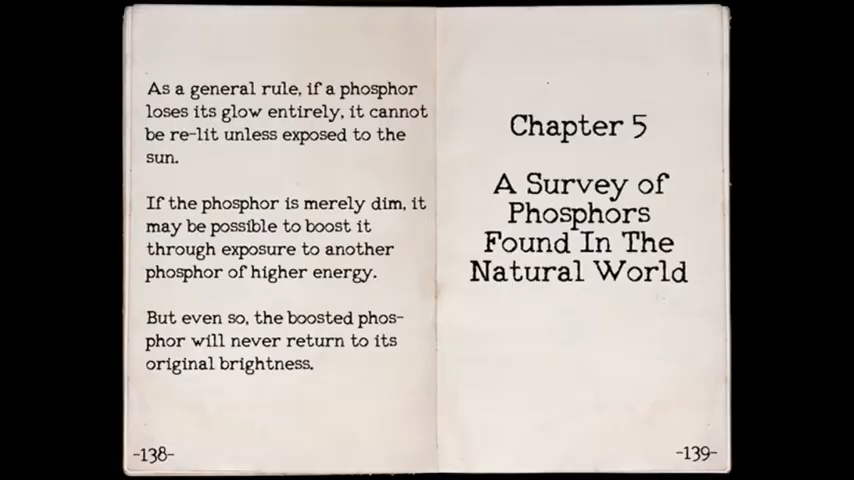 As a general rule, if a phosphor
loses its glow entirely, it cannot
be re-lit unless exposed to the
sun.
If the phosphor is merely dim, it
may be possible to boost it
through exposure to another
phosphor of higher energy.
But even so, the boosted phos-
phor will never return to its
original brightness.
-138-
Chapter 5
A Survey of
Phosphors
Found In The
Natural World
-139-